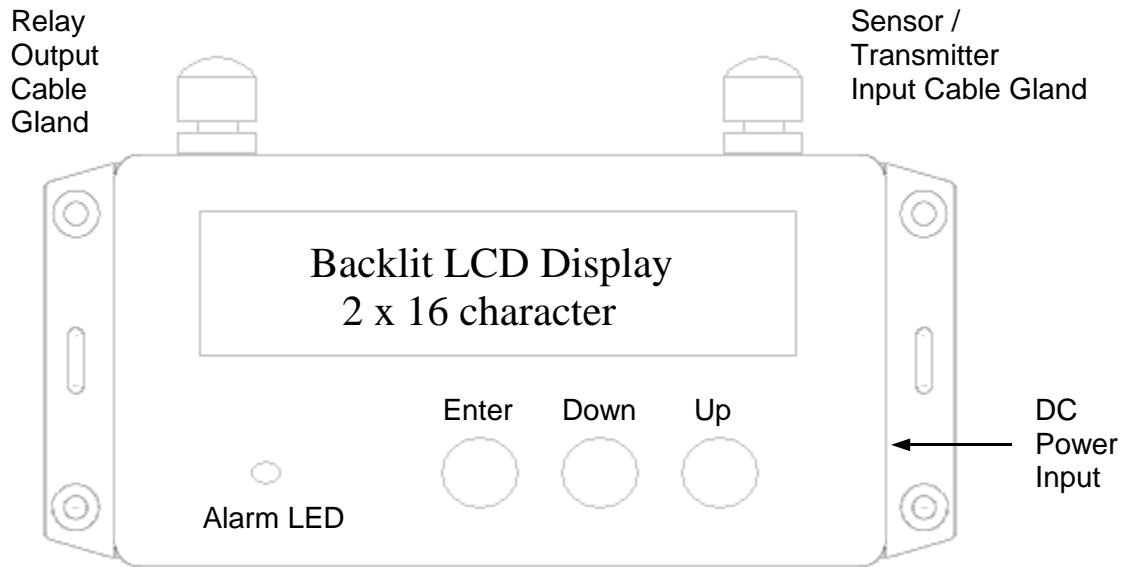 Relay
Output
Cable
Gland
Sensor /
Transmitter
Input Cable Gland
Backlit LCD Display
2 x 16 character
Enter Down Up
DC
Power
Input
Alarm LED